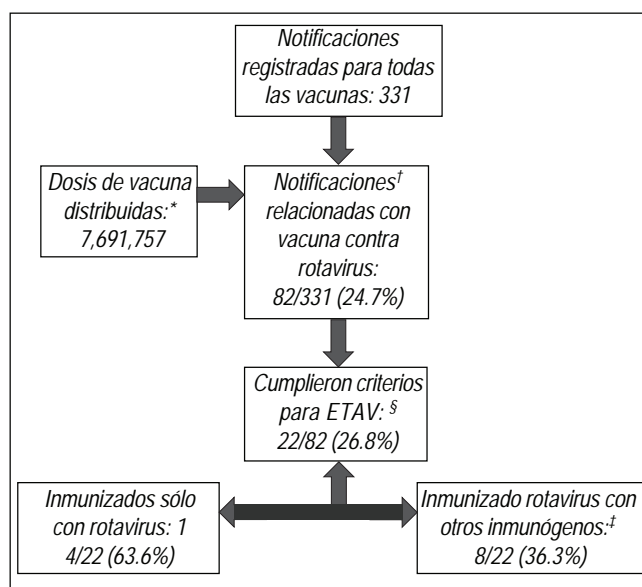 Notificaciones
registradas para todas
las vacunas: 331
Dosis de vacuna
distribuidas:*
7,691,757
Notificaciones†
relacionadas con
vacuna contra
rotavirus:
82/331 (24.7%)
Cumplieron criterios
para ETAV: §
22/82 (26.8%)
Inmunizados sólo
con rotavirus: 1
4/22 (63.6%)
Inmunizado rotavirus con
otros inmunógenos:‡
8/22 (36.3%)